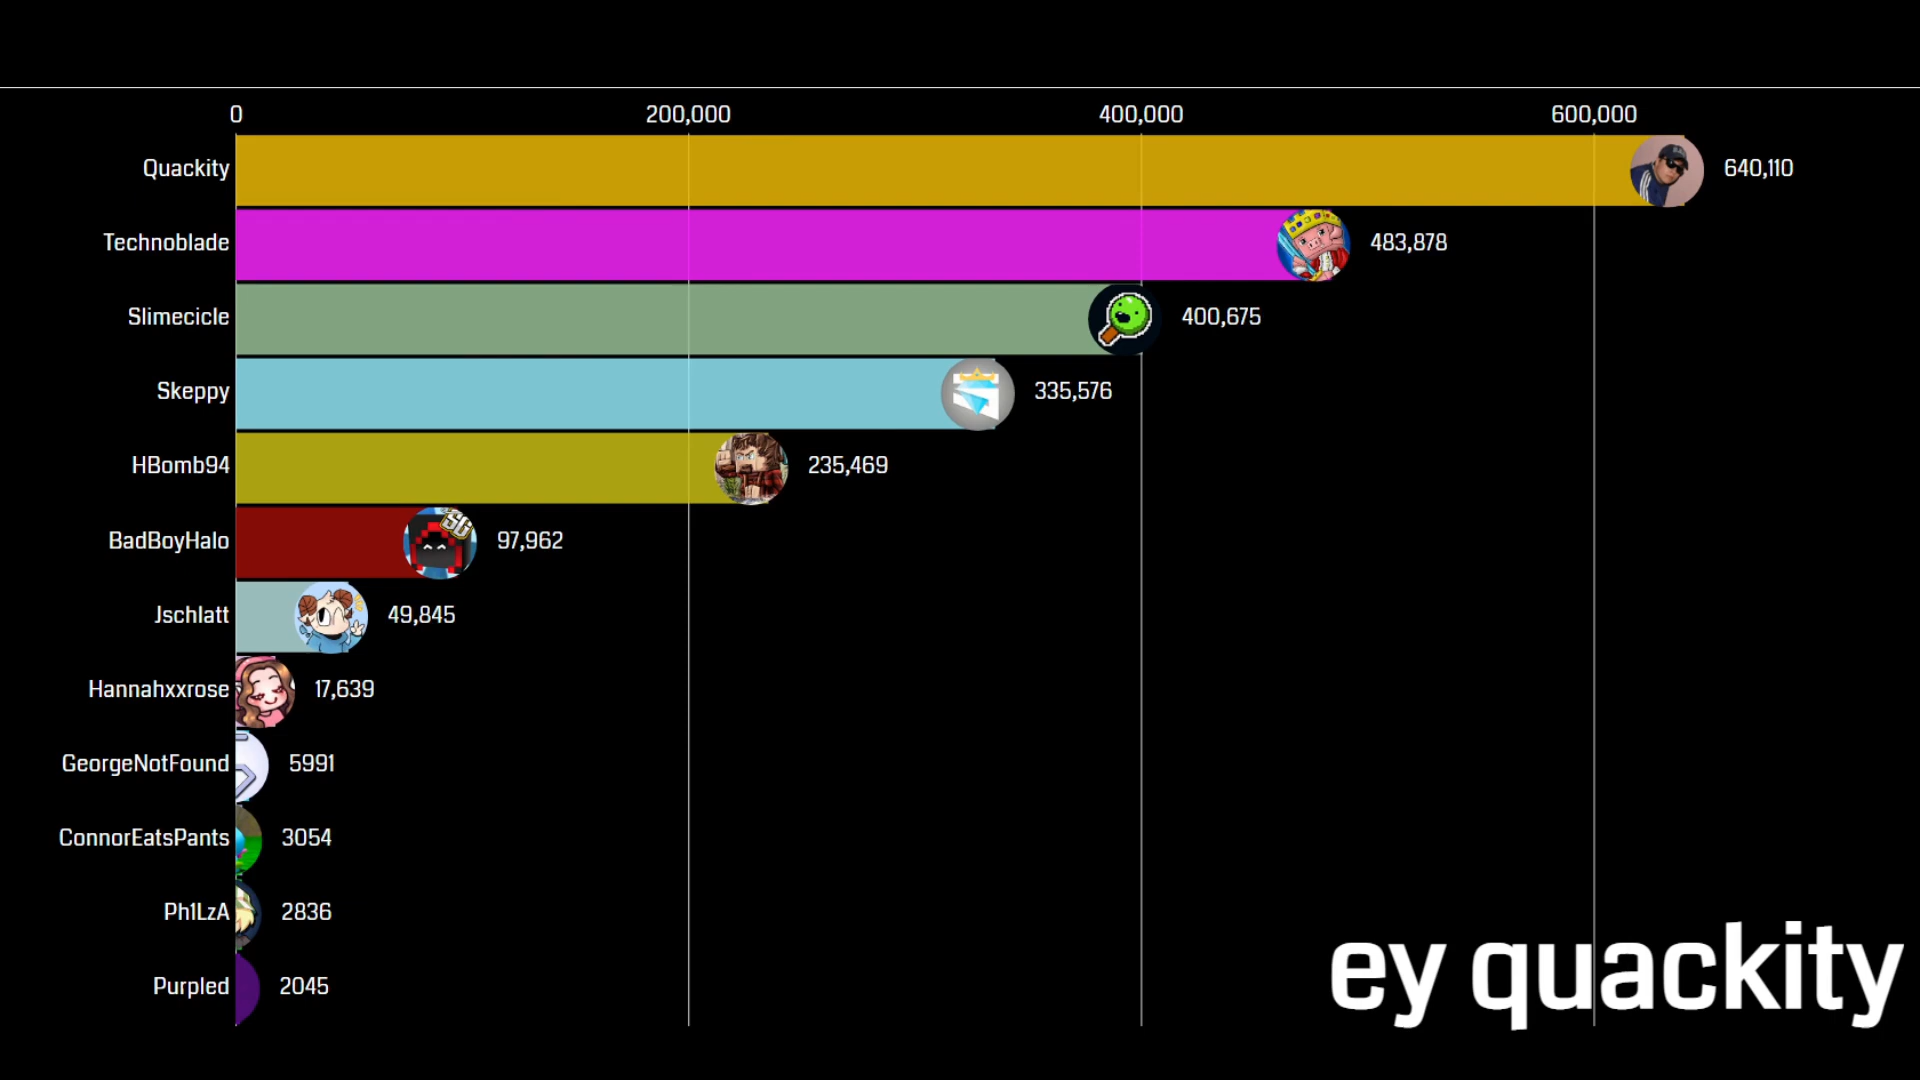 0 200,000 400,000 600,000
Quackity 640,110
Technoblade 483,878
Slimecicle 400,675
Skeppy 335,576
HBomb94 235,469
BadBoyHalo SG 97,962
Jschlatt 49,845
Hannahxxrose 17,639
GeorgeNotFound 5991
ConnorEatsPants 3054
Ph1LzA 2836
Purpled 2045
ey quackity